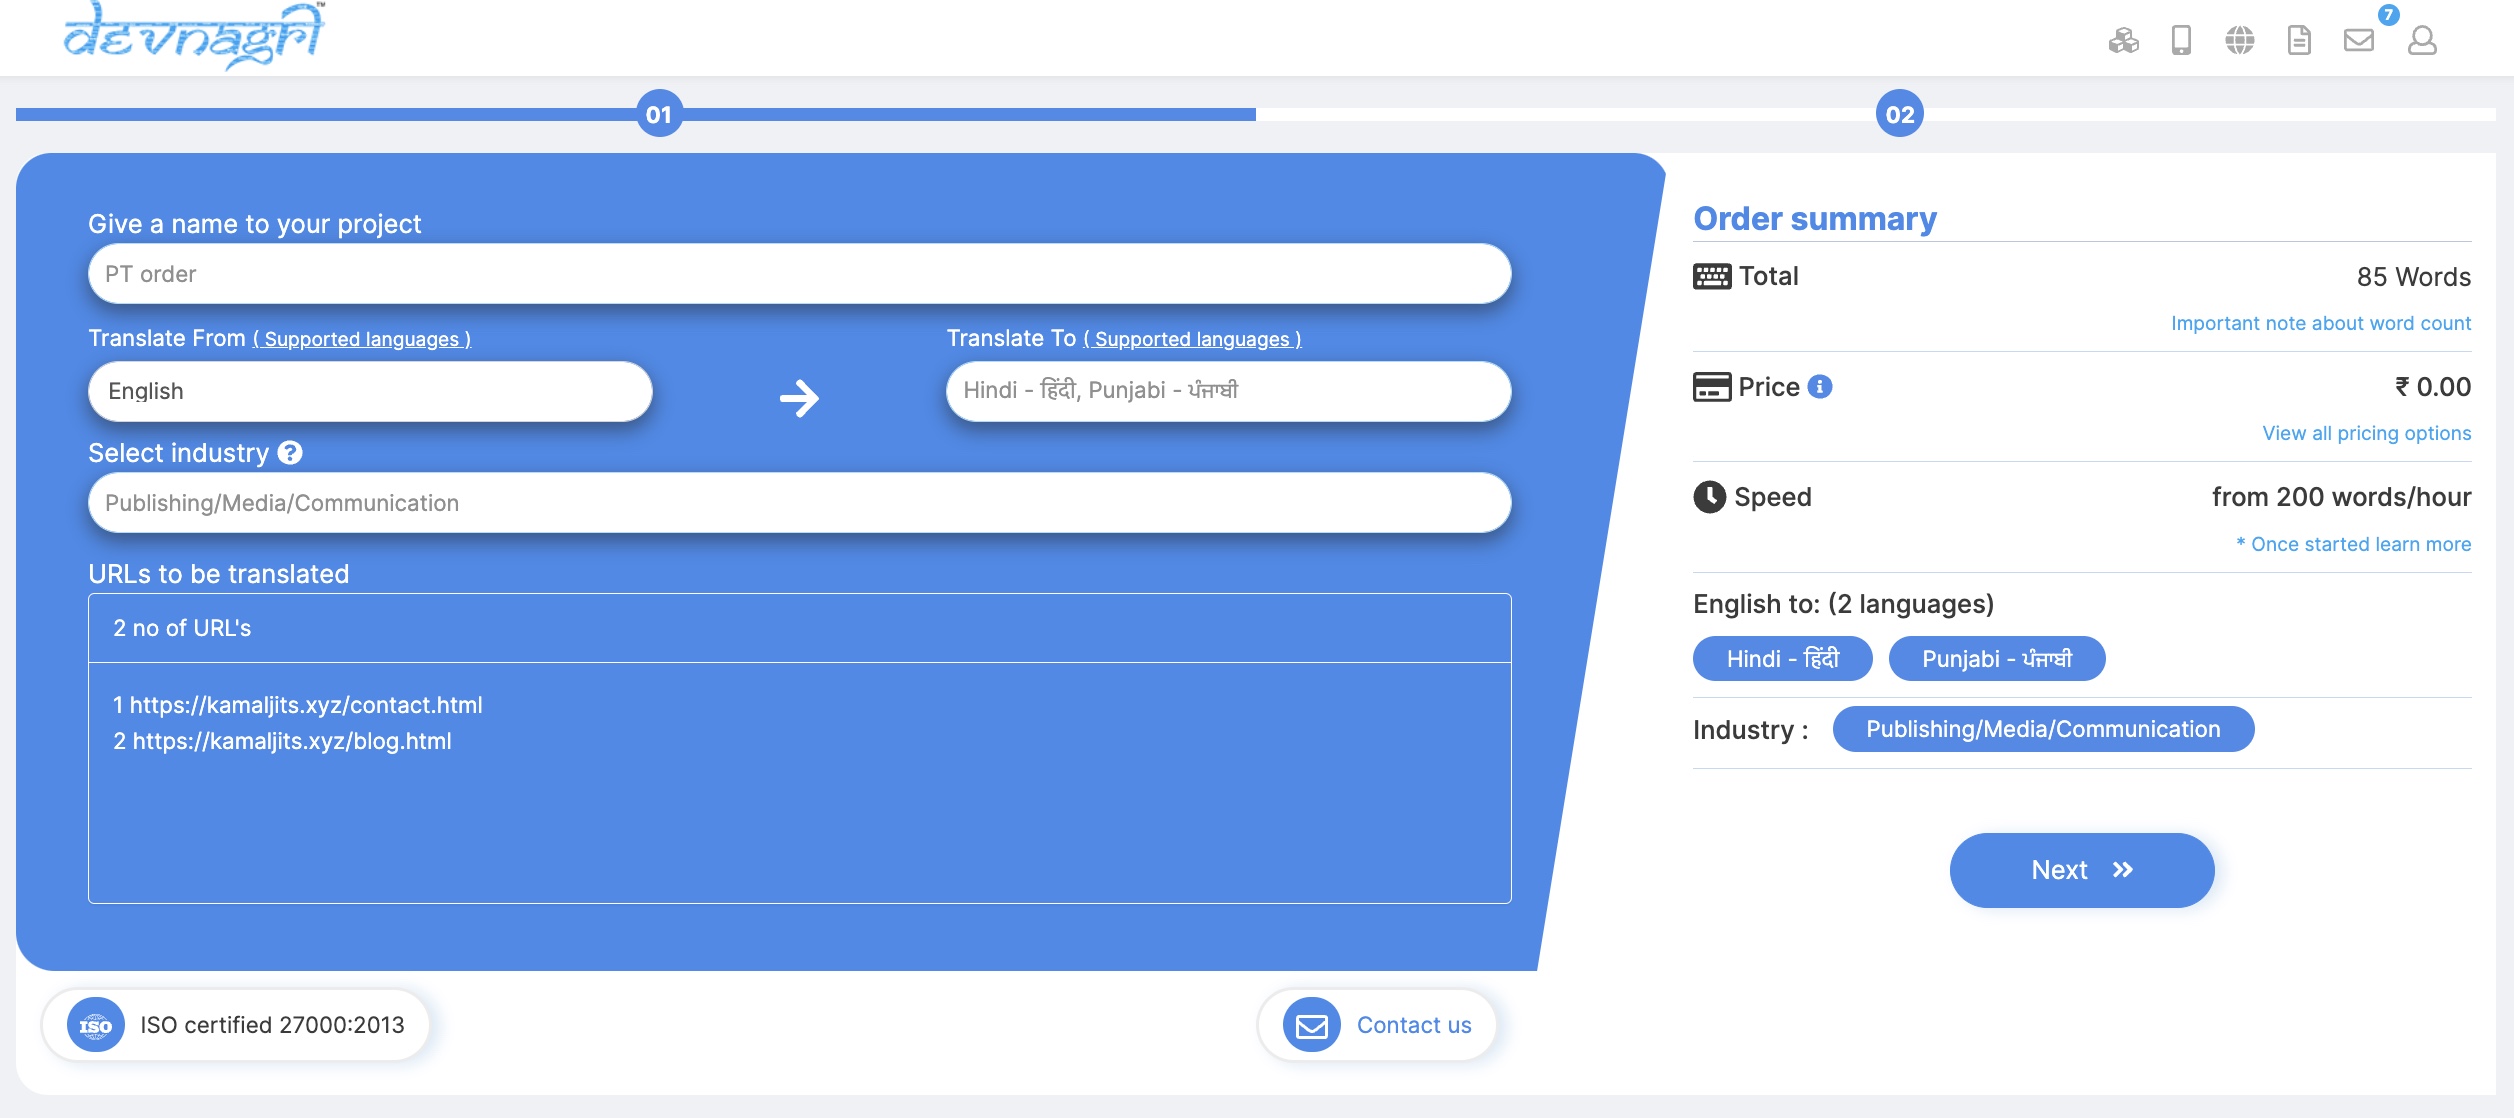 devnagri™
7
01
02
Give a name to your project
PT order
Translate From ( Supported languages )
Translate To ( Supported languages )
English
Hindi - हिंदी, Punjabi - ਪੰਜਾਬੀ
Select industry ?
Publishing/Media/Communication
URLs to be translated
2 no of URL's
1 https://kamaljits.xyz/contact.html
2 https://kamaljits.xyz/blog.html
ISO
ISO certified 27000:2013
Contact us
Order summary
Total
85 Words
Important note about word count
Price i
₹ 0.00
View all pricing options
Speed
from 200 words/hour
* Once started learn more
English to: (2 languages)
Hindi - हिंदी
Punjabi - ਪੰਜਾਬੀ
Industry :
Publishing/Media/Communication
Next »